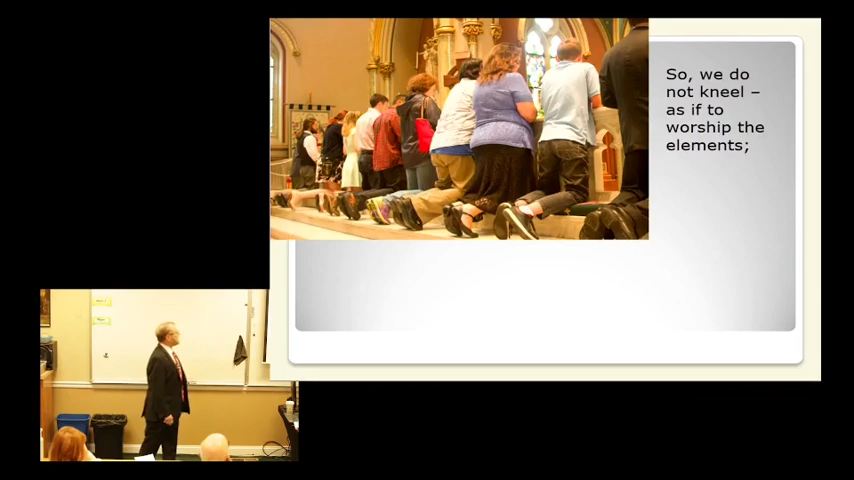 So, we do
not kneel –
as if to
worship the
elements;